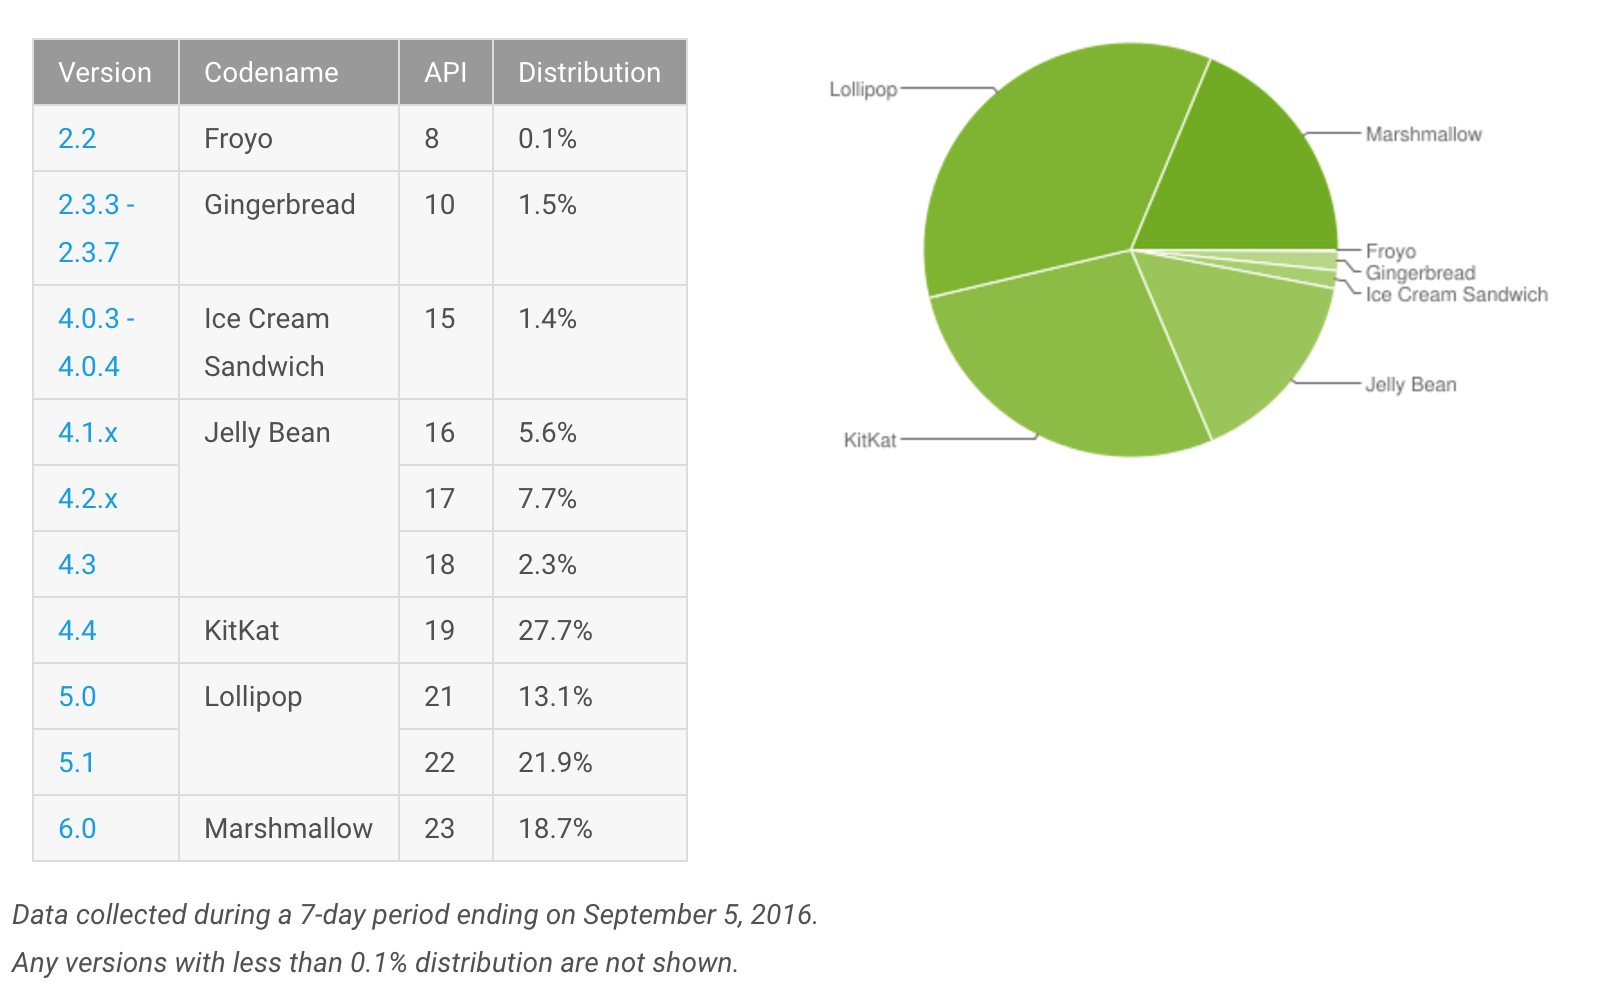 Version Codename API Distribution
2.2 Froyo 8 0.1%
2.3.3 - Gingerbread 10 1.5%
2.3.7
4.0.3 - Ice Cream 15 1.4%
4.0.4 Sandwich
4.1.x Jelly Bean 16 5.6%
4.2.x 17 7.7%
4.3 18 2.3%
4.4 KitKat 19 27.7%
5.0 Lollipop 21 13.1%
5.1 22 21.9%
6.0 Marshmallow 23 18.7%
Lollipop
Marshmallow
Froyo
Gingerbread
Ice Cream Sandwich
Jelly Bean
KitKat
Data collected during a 7-day period ending on September 5, 2016.
Any versions with less than 0.1% distribution are not shown.